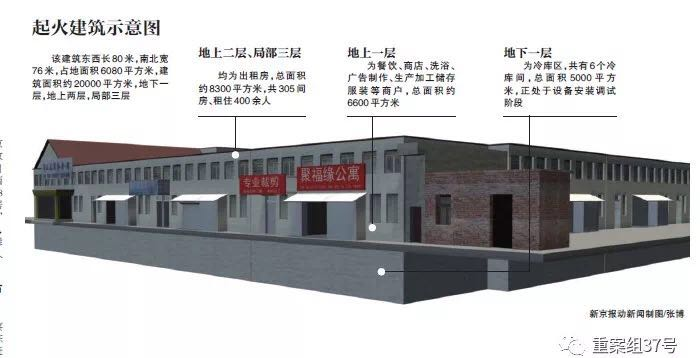 起火建筑示意图
该建筑东西长80米，南北宽
76米，占地面积6080平方米，建
筑面积约20000平方米，地下一
层，地上两层，局部三层
地上二层、局部三层
均为出租房，总面积
约8300平方米，共305间
房、租住400余人
地上一层
为餐饮、商店、洗浴、
广告制作、生产加工储存
服装等商户，总面积约
6600平方米
地下一层
为冷库区，共有6个冷
库间，总面积5000平方
米，正处于设备安装调试
阶段
专业裁剪
聚福缘公寓
新京报动新闻制图/张博
重案组37号